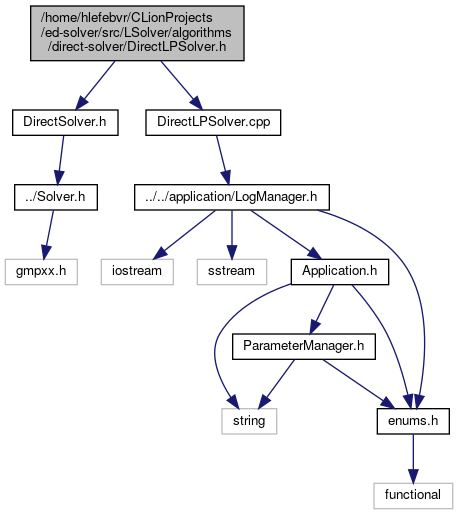 /home/hlefebvr/CLionProjects
/ed-solver/src/LSolver/algorithms
/direct-solver/DirectLPSolver.h
DirectSolver.h
DirectLPSolver.cpp
../Solver.h
../../application/LogManager.h
gmpxx.h
iostream
sstream
Application.h
ParameterManager.h
string
enums.h
functional